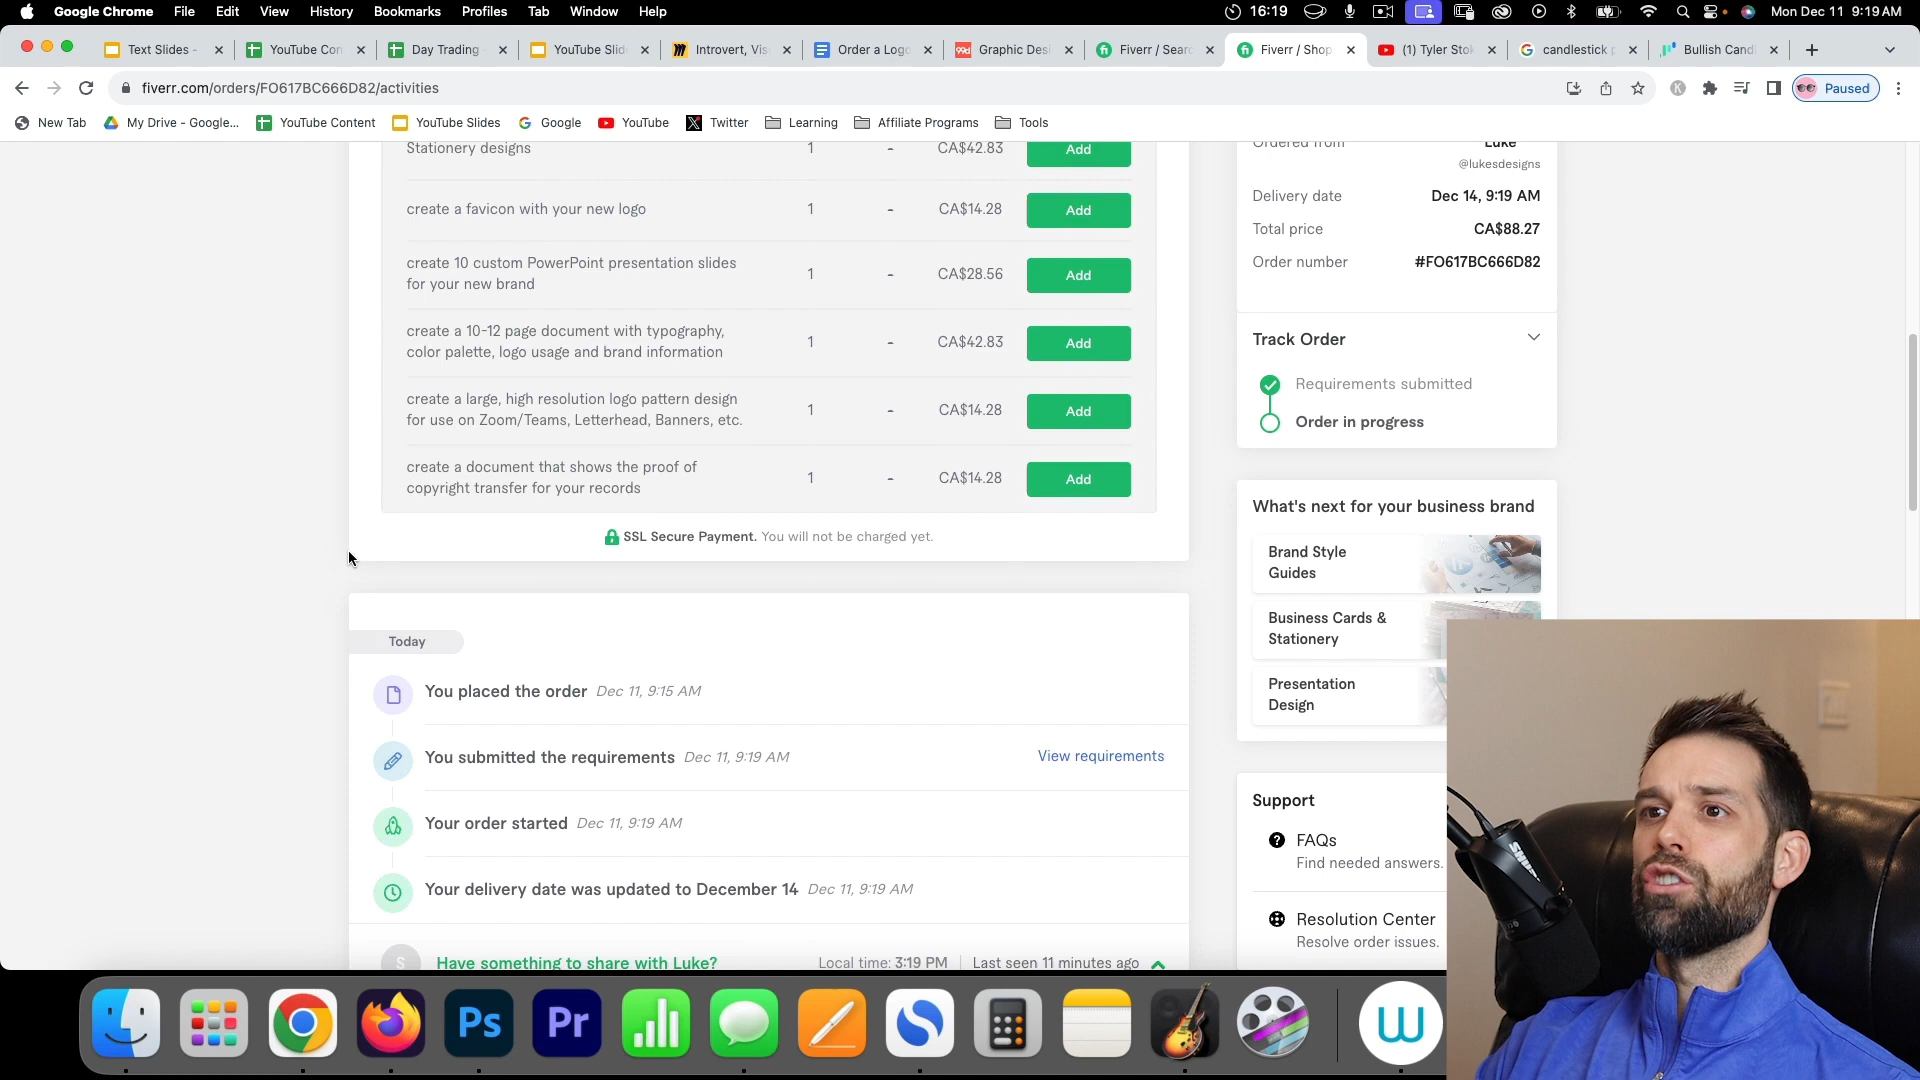 Google Chrome File Edit View History Bookmarks Profiles Tab Window Help 16:19 Mon Dec 11 9:19 AM
Text Slides - YouTube Con Day Trading YouTube Slid Introvert, Vis Order a Logo Graphic Desi Fiverr / Searc Fiverr / Shop (1) Tyler Stok candlestick p Bullish Candl
fiverr.com/orders/FO617BC666D82/activities Paused
New Tab My Drive - Google... YouTube Content YouTube Slides Google YouTube Twitter Learning Affiliate Programs Tools
Stationery designs 1 - CA$42.83 Add
create a favicon with your new logo 1 - CA$14.28 Add
create 10 custom PowerPoint presentation slides
for your new brand 1 - CA$28.56 Add
create a 10-12 page document with typography,
color palette, logo usage and brand information 1 - CA$42.83 Add
create a large, high resolution logo pattern design
for use on Zoom/Teams, Letterhead, Banners, etc. 1 - CA$14.28 Add
create a document that shows the proof of
copyright transfer for your records 1 - CA$14.28 Add
SSL Secure Payment. You will not be charged yet.
Today
You placed the order Dec 11, 9:15 AM
You submitted the requirements Dec 11, 9:19 AM View requirements
Your order started Dec 11, 9:19 AM
Your delivery date was updated to December 14 Dec 11, 9:19 AM
S Have something to share with Luke? Local time: 3:19 PM Last seen 11 minutes ago
Ordered from Luke
@lukesdesigns
Delivery date Dec 14, 9:19 AM
Total price CA$88.27
Order number #FO617BC666D82
Track Order
Requirements submitted
Order in progress
What's next for your business brand
Brand Style
Guides
Business Cards &
Stationery
Presentation
Design
Support
FAQs
Find needed answers.
Resolution Center
Resolve order issues.
SHURE
Ps Pr W